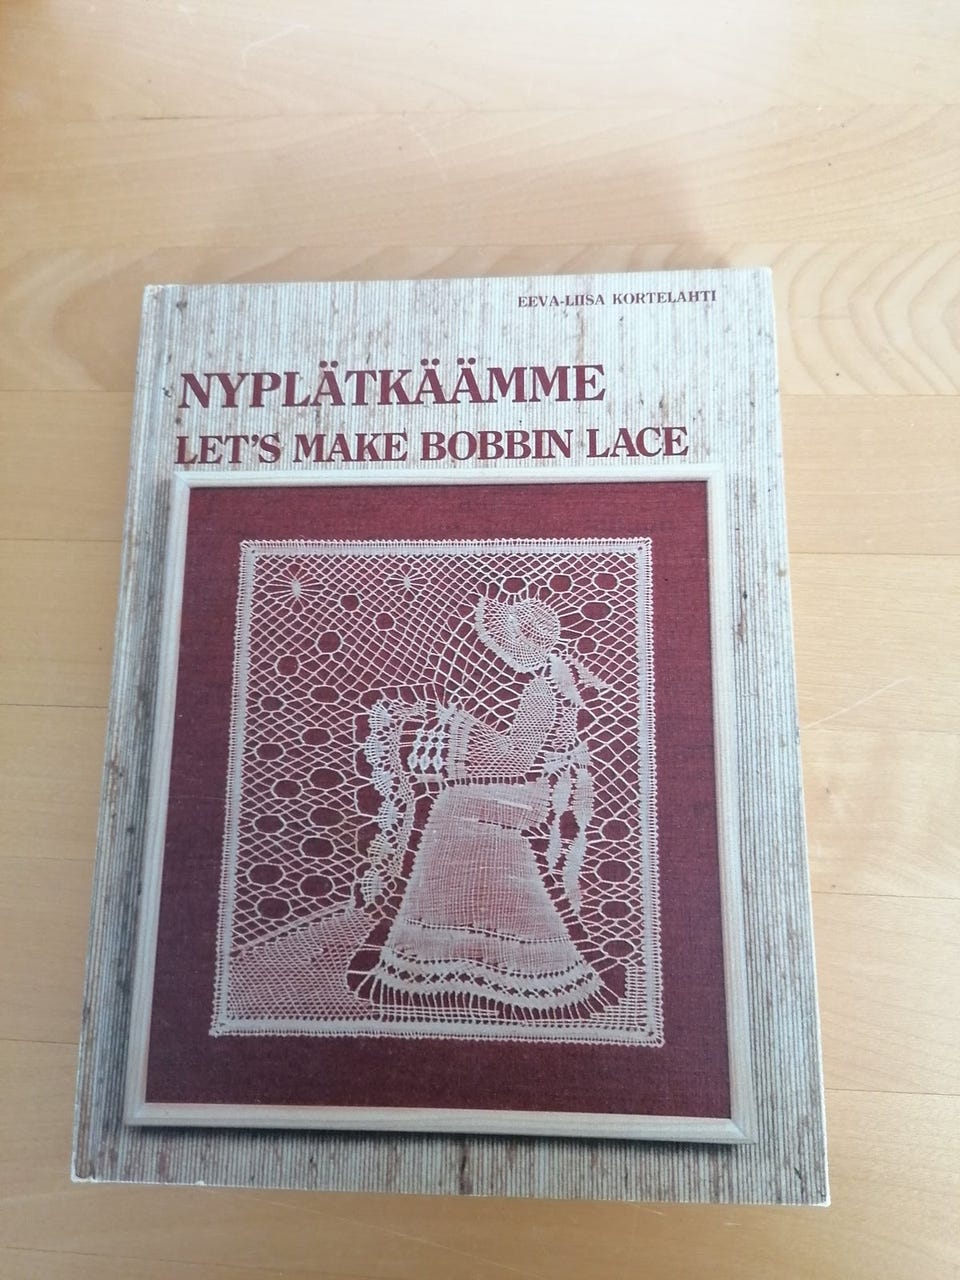 EEVA-LIISA KORTELAHTI
NYPLÄTKÄÄMME
LET'S MAKE BOBBIN LACE